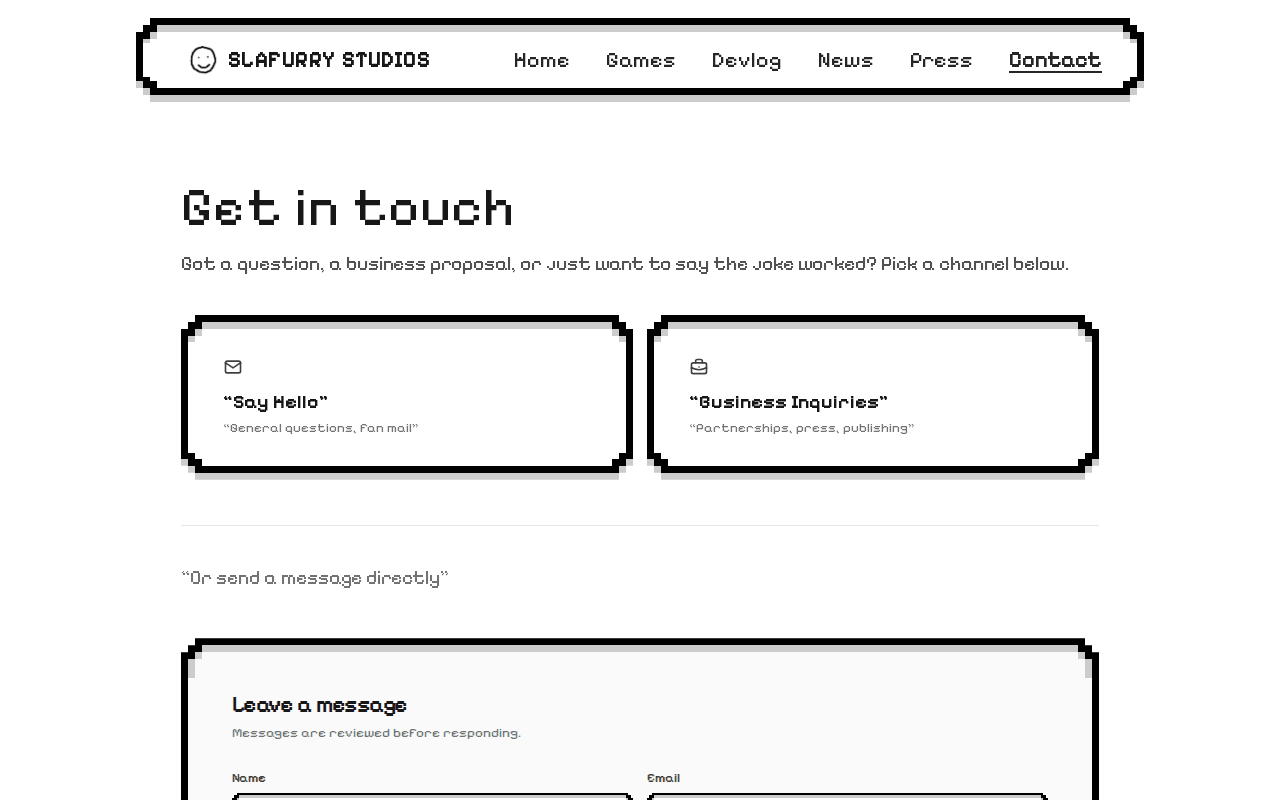 SLAFURRY STUDIOS
Home
Games
Devlog
News
Press
Contact
Get in touch
Got a question, a business proposal, or just want to say the joke worked? Pick a channel below.
“Say Hello”
“General questions, fan mail”
“Business Inquiries”
“Partnerships, press, publishing”
“Or send a message directly”
Leave a message
Messages are reviewed before responding.
Name
Email